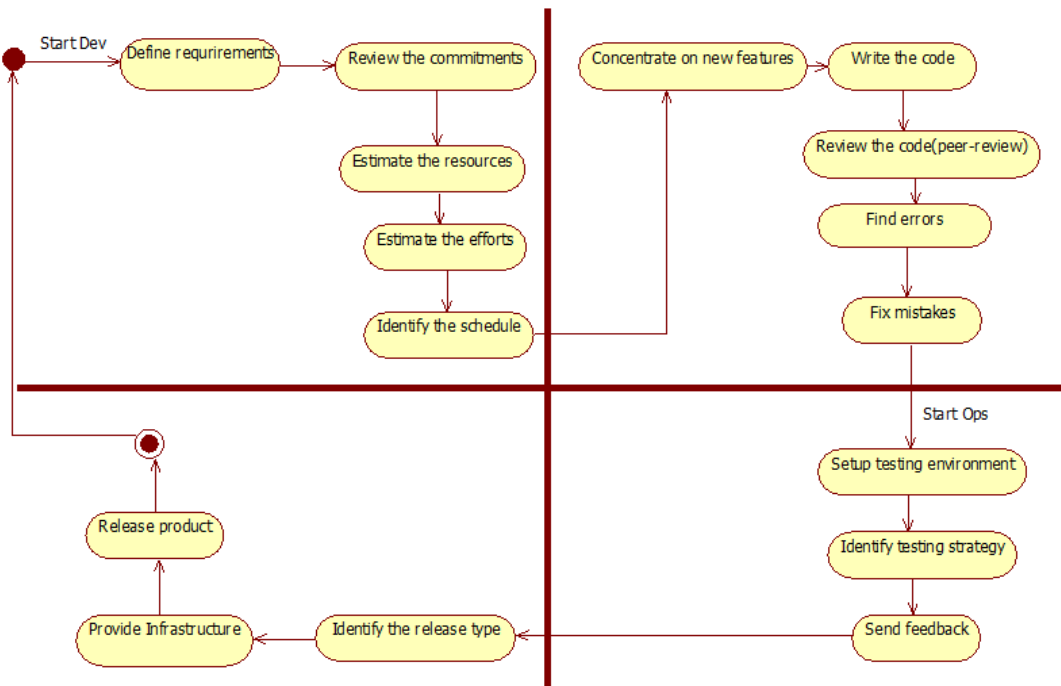 Start Dev
Define requrirements
Review the commitments
Estimate the resources
Estimate the efforts
Identify the schedule
Concentrate on new features
Write the code
Review the code(peer-review)
Find errors
Fix mistakes
Start Ops
Setup testing environment
Identify testing strategy
Send feedback
Identify the release type
Provide Infrastructure
Release product